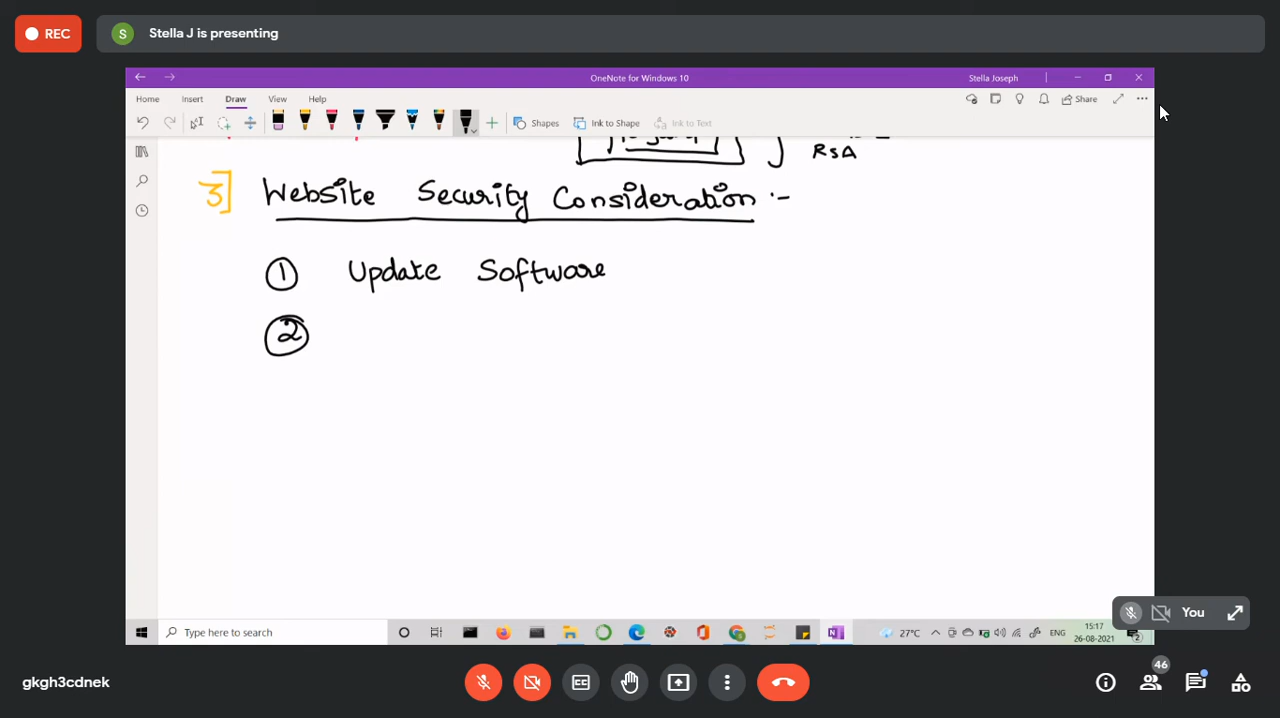 REC
S Stella J is presenting
OneNote for Windows 10
Stella Joseph
Home Insert Draw View Help
Share
Shapes
Ink to Shape
Ink to Text
RSA
3] Website Security Consideration :-
① Update Software
②
You
Type here to search
27°C
ENG
15:17
26-08-2021
2
gkgh3cdnek
CC
46